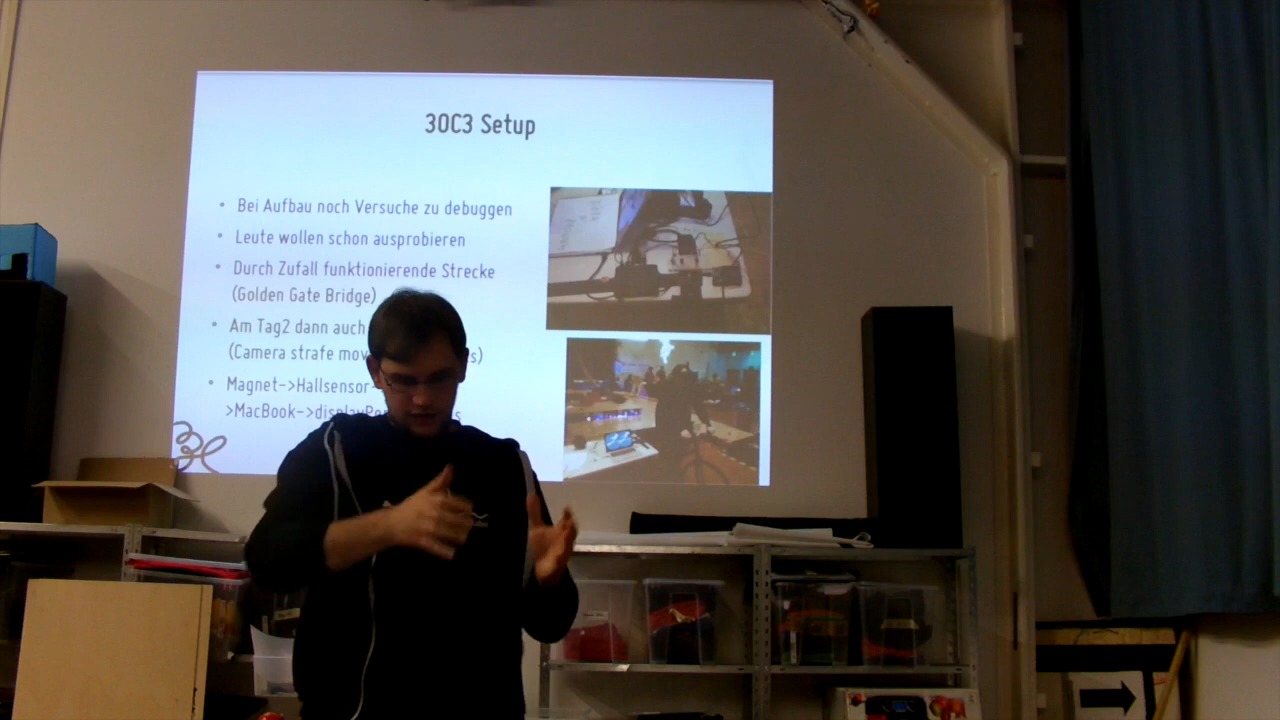 30C3 Setup
• Bei Aufbau noch Versuche zu debuggen
• Leute wollen schon ausprobieren
• Durch Zufall funktionierende Strecke
(Golden Gate Bridge)
• Am Tag2 dann auch
(Camera strafe mov s)
• Magnet->Hallsensor-
>MacBook->displayPe s